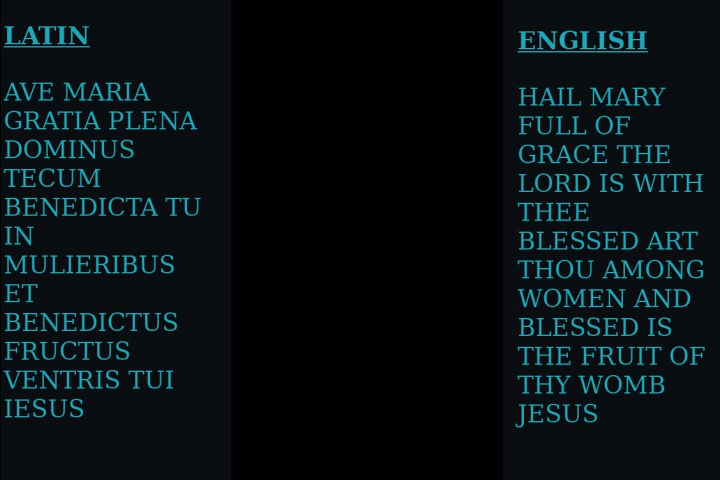 LATIN
AVE MARIA
GRATIA PLENA
DOMINUS
TECUM
BENEDICTA TU
IN
MULIERIBUS
ET
BENEDICTUS
FRUCTUS
VENTRIS TUI
IESUS
ENGLISH
HAIL MARY
FULL OF
GRACE THE
LORD IS WITH
THEE
BLESSED ART
THOU AMONG
WOMEN AND
BLESSED IS
THE FRUIT OF
THY WOMB
JESUS